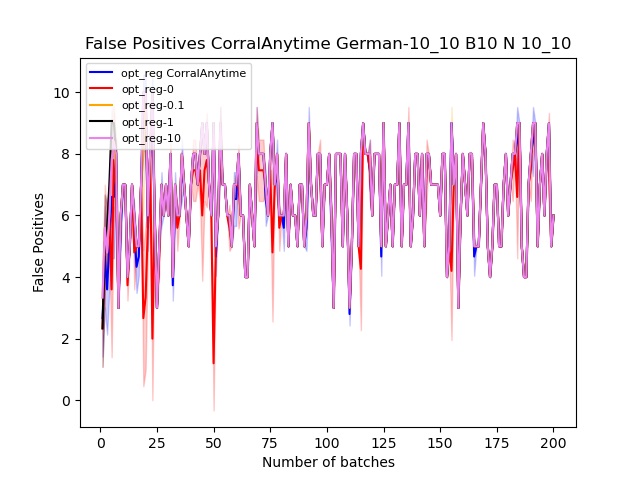 False Positives CorralAnytime German-10_10 B10 N 10_10
opt_reg CorralAnytime
opt_reg-0
opt_reg-0.1
opt_reg-1
opt_reg-10
False Positives
10
8
6
4
2
0
0 25 50 75 100 125 150 175 200
Number of batches